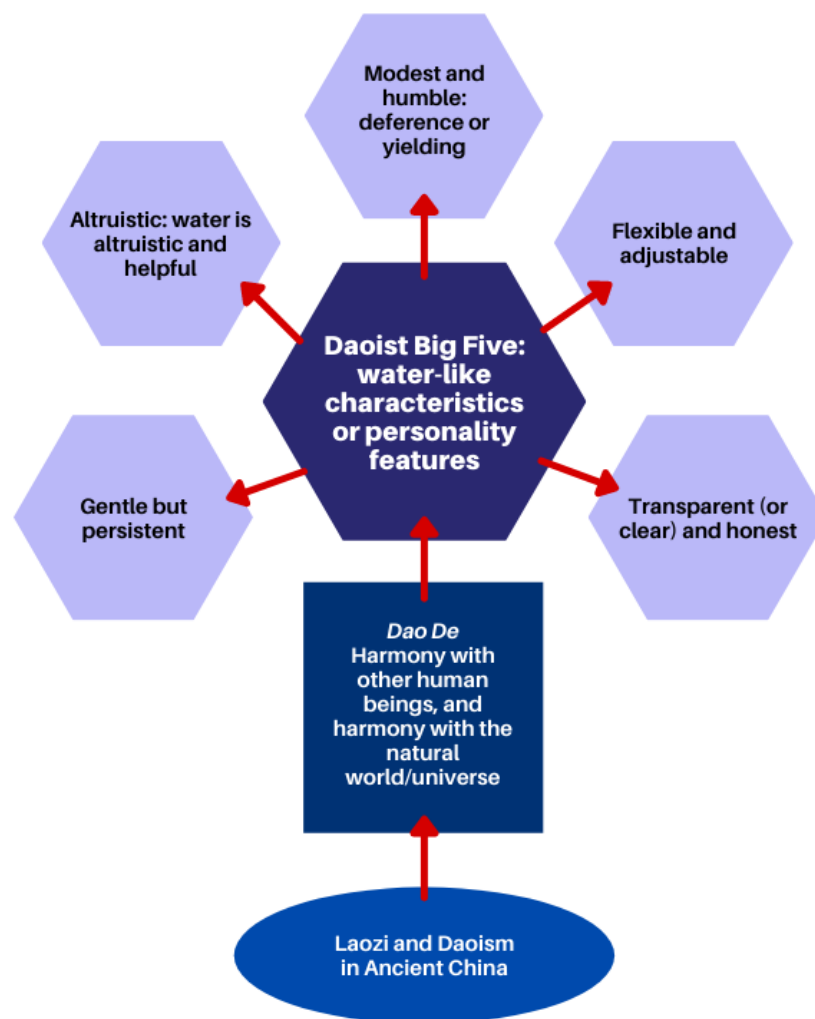 Modest and
humble:
deference or
yielding
Altruistic: water is
altruistic and
helpful
Flexible and
adjustable
Daoist Big Five:
water-like
characteristics
or personality
features
Gentle but
persistent
Transparent (or
clear) and honest
Dao De
Harmony with
other human
beings, and
harmony with the
natural
world/universe
Laozi and Daoism
in Ancient China